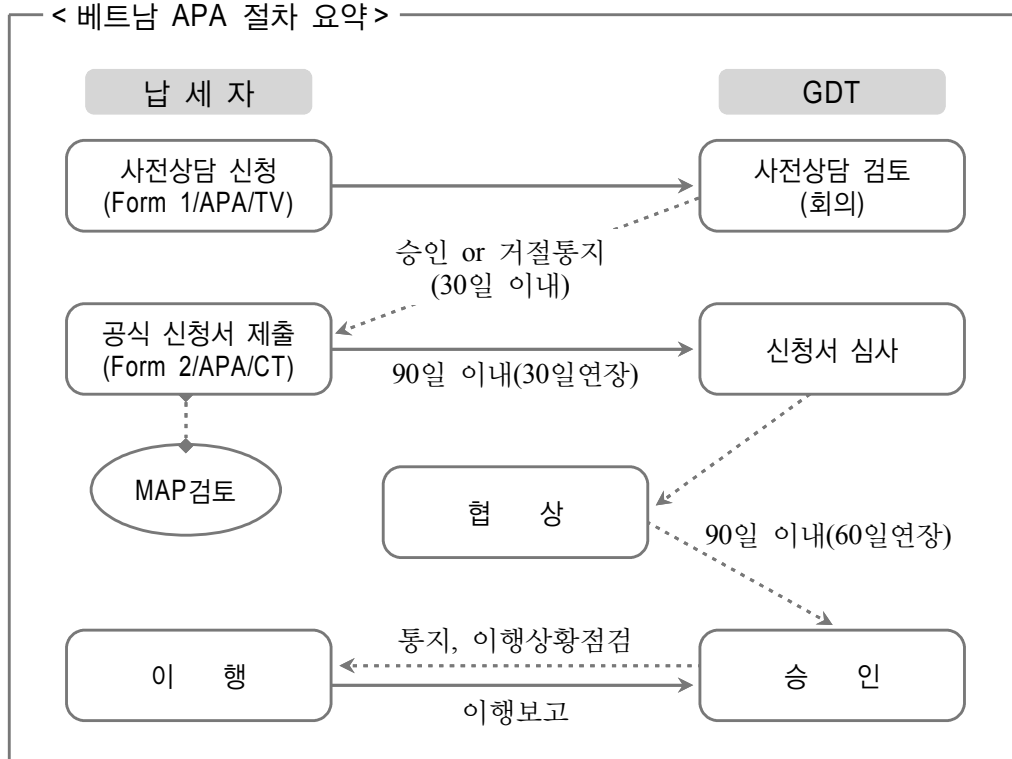 < 베트남 APA 절차 요약 >
납 세 자
GDT
사전상담 신청
(Form 1/APA/TV)
사전상담 검토
(회의)
승인 or 거절통지
(30일 이내)
공식 신청서 제출
(Form 2/APA/CT)
90일 이내(30일연장)
신청서 심사
MAP검토
협 상
90일 이내(60일연장)
통지, 이행상황점검
이 행
승 인
이행보고